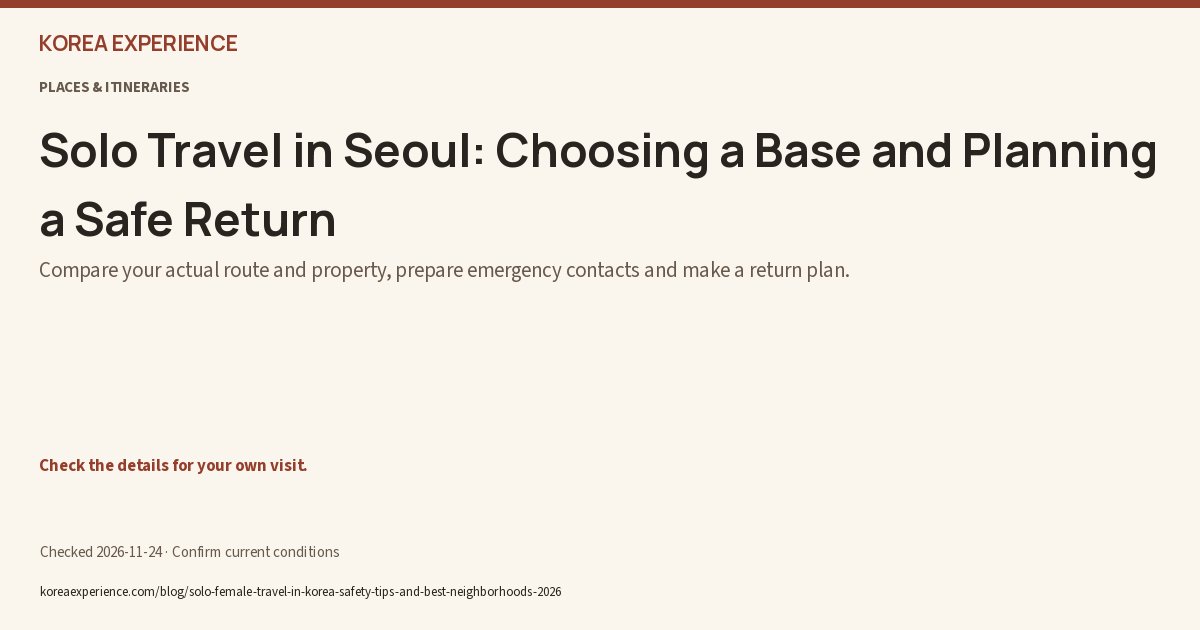 KOREA EXPERIENCE
PLACES & ITINERARIES
Solo Travel in Seoul: Choosing a Base and Planning
a Safe Return
Compare your actual route and property, prepare emergency contacts and make a return plan.
Check the details for your own visit.
Checked 2026-11-24 · Confirm current conditions
koreaexperience.com/blog/solo-female-travel-in-korea-safety-tips-and-best-neighborhoods-2026